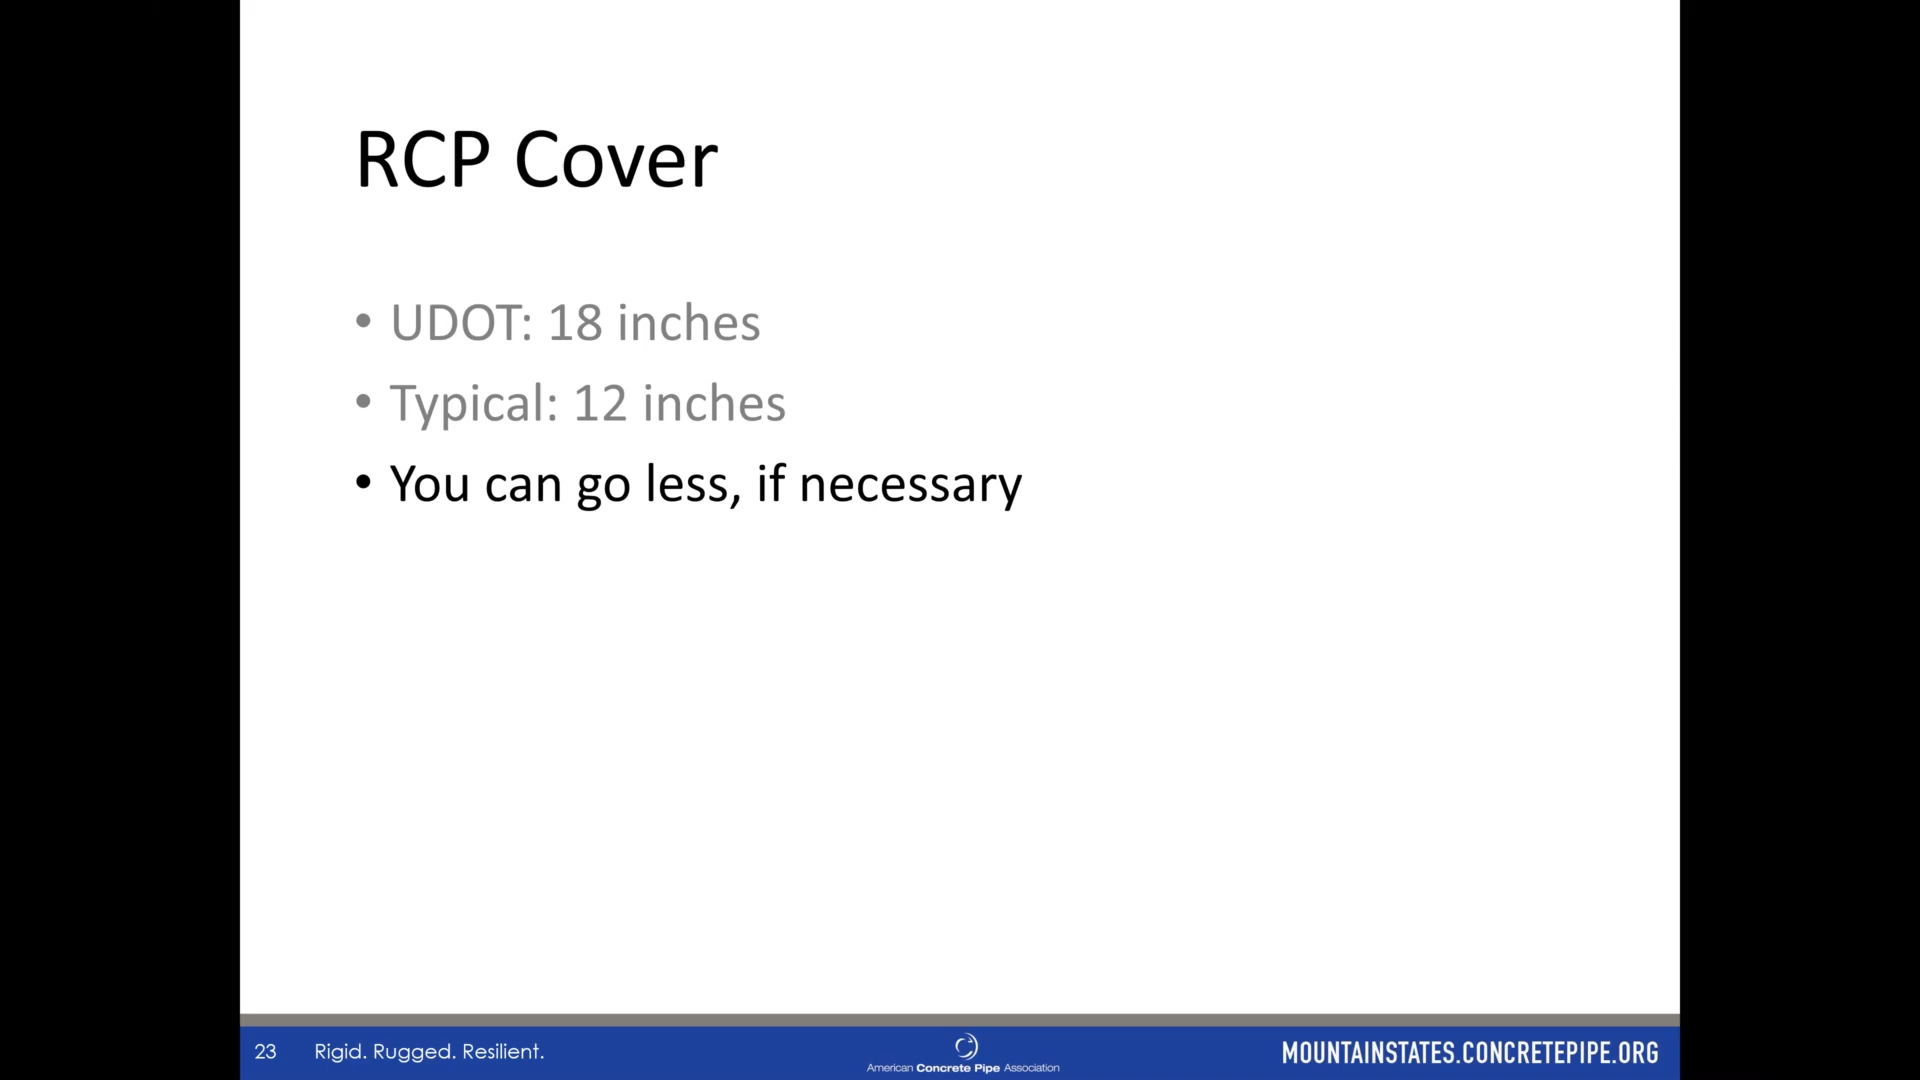 RCP Cover
• UDOT: 18 inches
• Typical: 12 inches
• You can go less, if necessary
23 Rigid. Rugged. Resilient.
American Concrete Pipe Association
MOUNTAINSTATES.CONCRETEPIPE.ORG